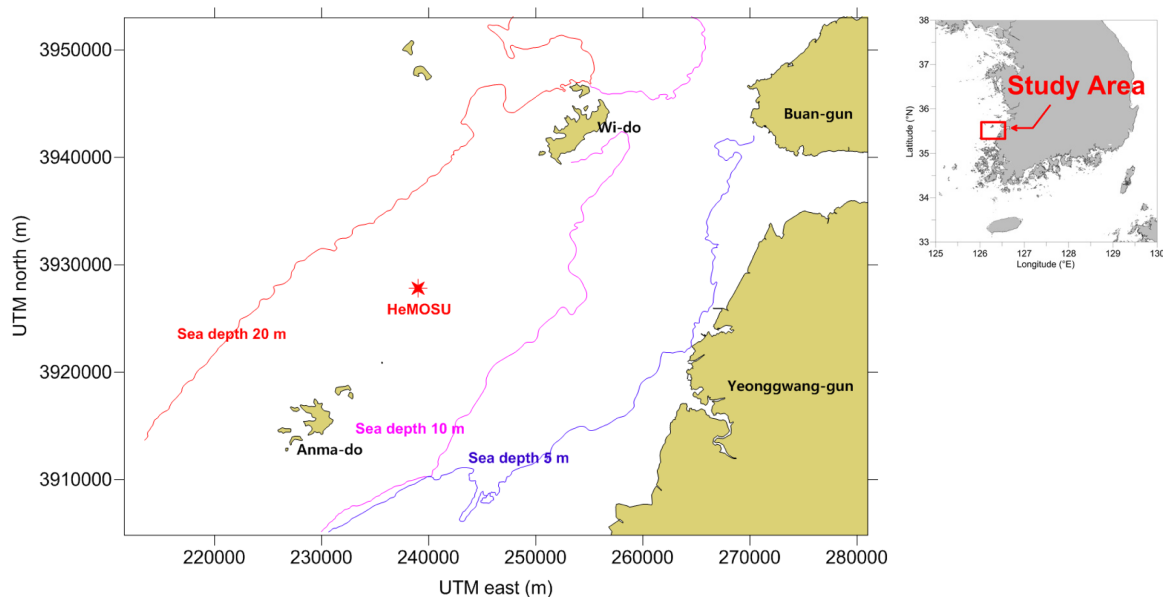 3950000
3940000
3930000
3920000
3910000
UTM north (m)
220000
230000
240000
250000
260000
270000
280000
UTM east (m)
Buan-gun
Wi-do
HeMOSU
Sea depth 20 m
Yeonggwang-gun
Sea depth 10 m
Anma-do
Sea depth 5 m
38
37
36
35
34
33
Latitude (°N)
Study Area
125
126
127
128
129
130
Longitude (°E)